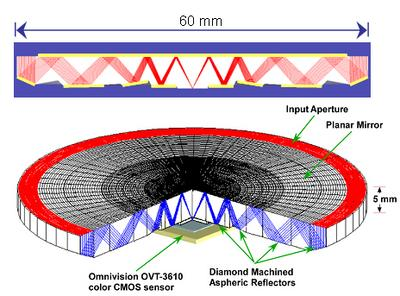 60 mm
Input Aperture
Planar Mirror
5 mm
Omnivision OVT-3610
color CMOS sensor
Diamond Machined
Aspheric Reflectors